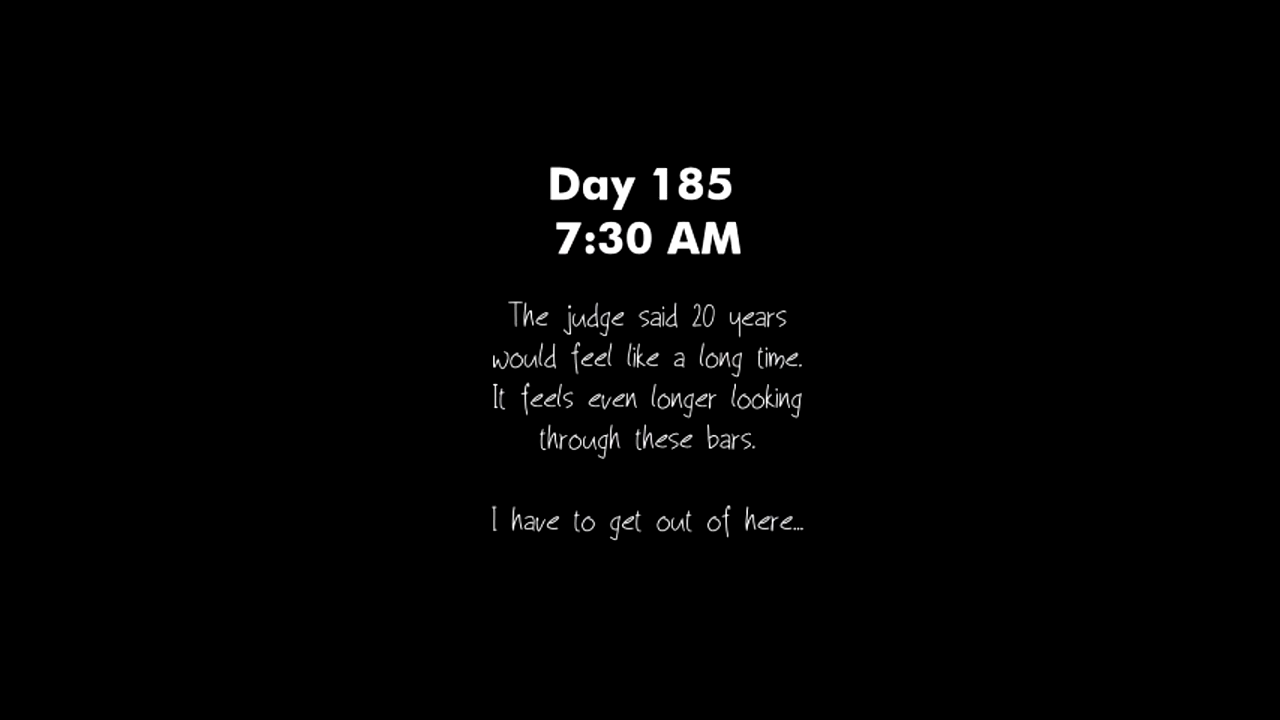 Day 185
7:30 AM
The judge said 20 years
would feel like a long time.
It feels even longer looking
through these bars.
I have to get out of here...